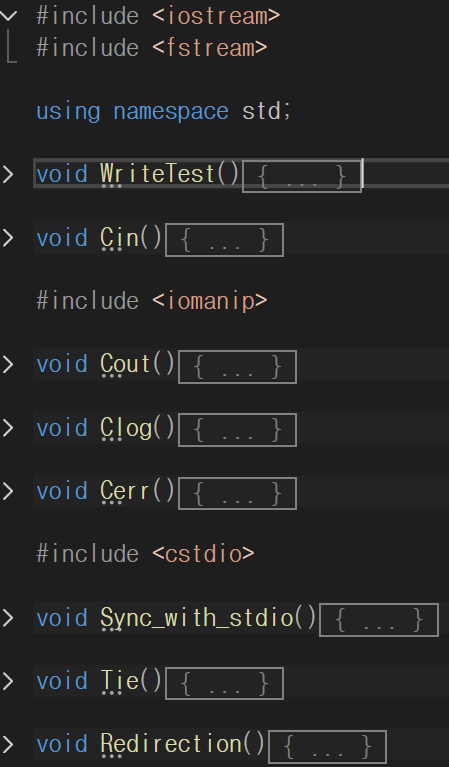 #include <iostream>
#include <fstream>
using namespace std;
void WriteTest(){ ... }
void Cin(){ ... }
#include <iomanip>
void Cout(){ ... }
void Clog(){ ... }
void Cerr(){ ... }
#include <cstdio>
void Sync_with_stdio(){ ... }
void Tie(){ ... }
void Redirection(){ ... }